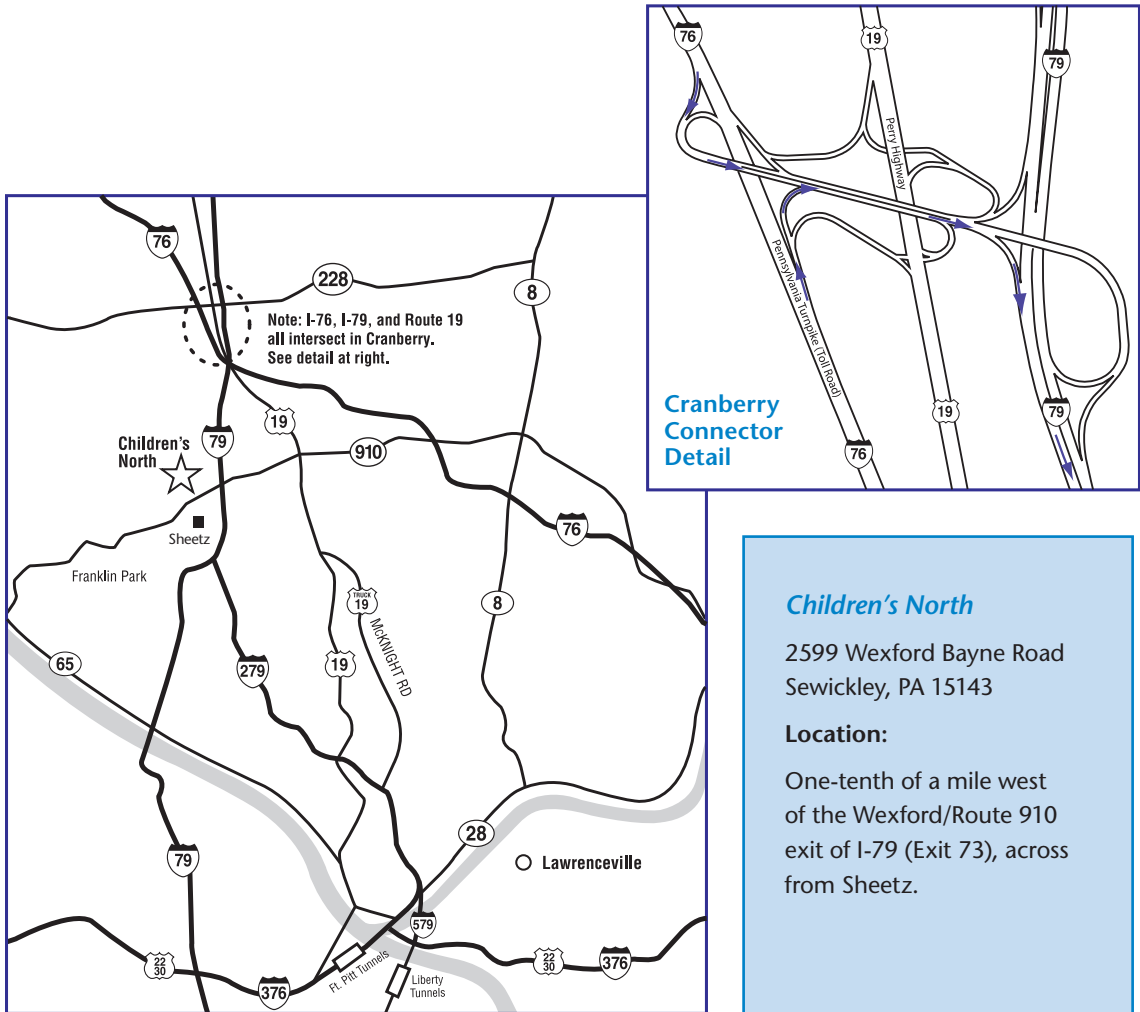 76
19
79
Perry Highway
Pennsylvania Turnpike (Toll Road)
Cranberry
Connector
Detail
19
79
76
76
228
8
Note: I-76, I-79, and Route 19
all intersect in Cranberry.
See detail at right.
19
79
910
Children's
North
Sheetz
76
Franklin Park
TRUCK
19
8
McKNIGHT RD
65
279
19
28
79
Lawrenceville
579
22
30
376
Ft. Pitt Tunnels
Liberty
Tunnels
22
30
376
Children's North
2599 Wexford Bayne Road
Sewickley, PA 15143
Location:
One-tenth of a mile west
of the Wexford/Route 910
exit of I-79 (Exit 73), across
from Sheetz.